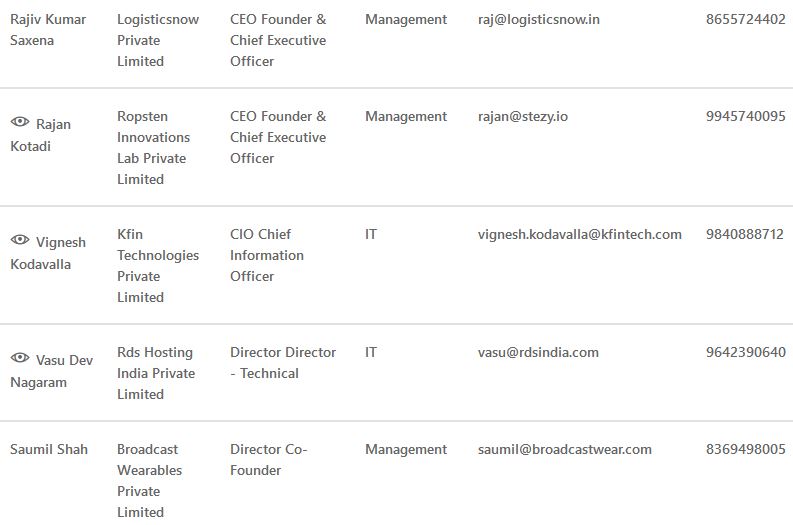 Rajiv Kumar Logisticsnow CEO Founder & Management raj@logisticsnow.in 8655724402
Saxena Private Chief Executive
Limited Officer
Rajan Ropsten CEO Founder & Management rajan@stezy.io 9945740095
Kotadi Innovations Chief Executive
Lab Private Officer
Limited
Vignesh Kfin CIO Chief IT vignesh.kodavalla@kfintech.com 9840888712
Kodavalla Technologies Information
Private Officer
Limited
Vasu Dev Rds Hosting Director Director IT vasu@rdsindia.com 9642390640
Nagaram India Private - Technical
Limited
Saumil Shah Broadcast Director Co- Management saumil@broadcastwear.com 8369498005
Wearables Founder
Private
Limited